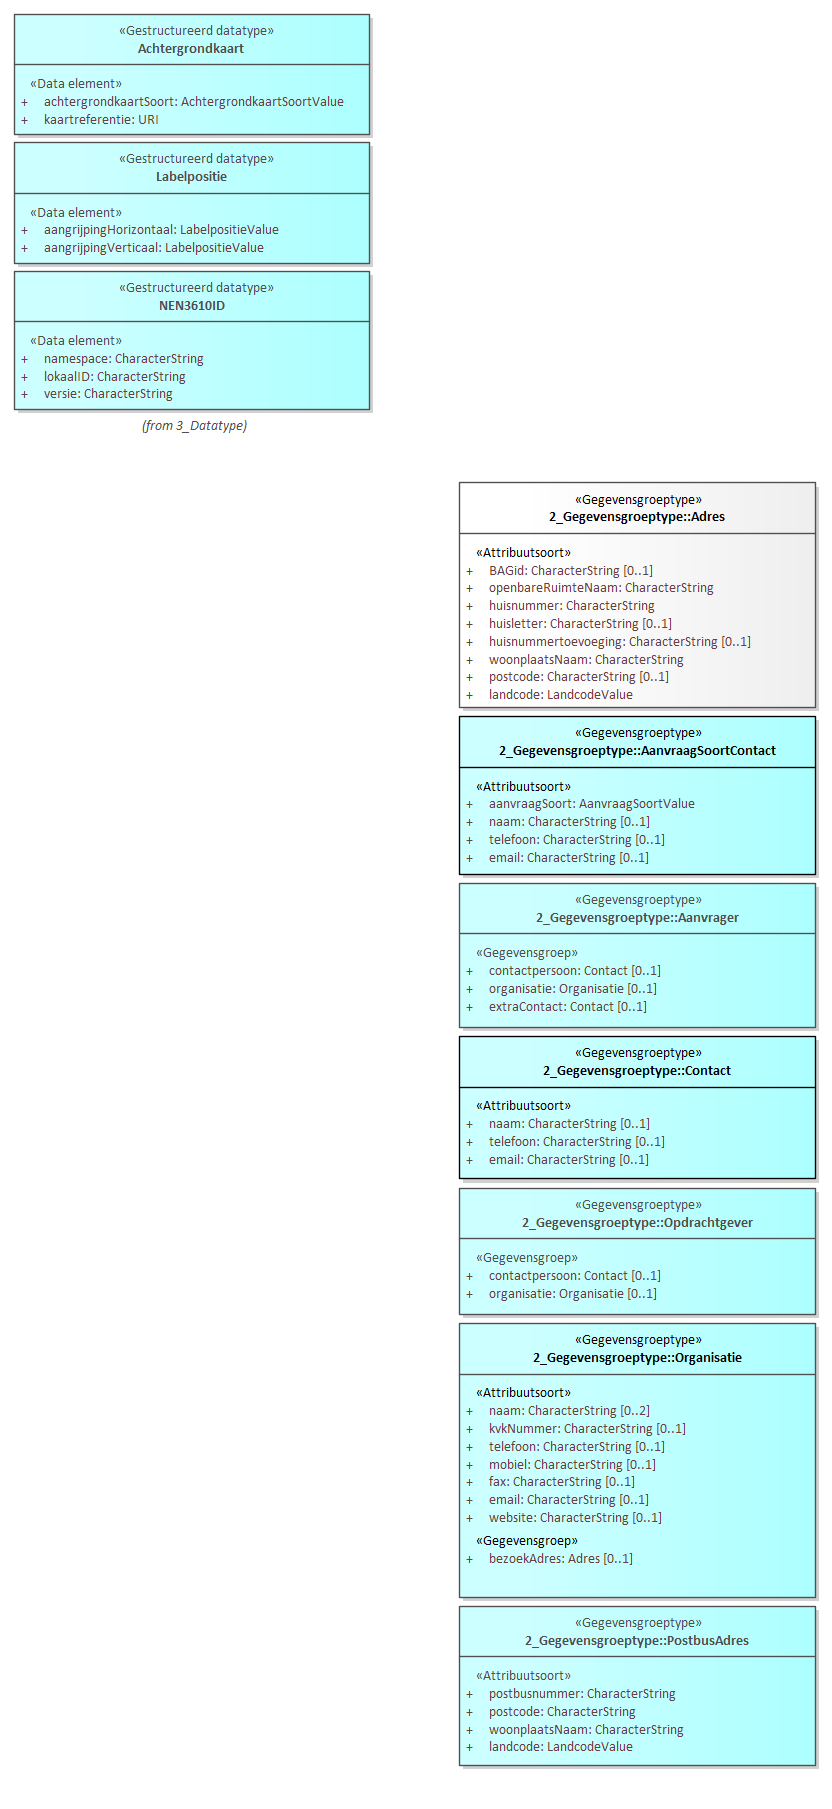 «Gestructureerd datatype»
Achtergrondkaart
«Data element»
+ achtergrondkaartSoort: AchtergrondkaartSoortValue
+ kaartreferentie: URI
«Gestructureerd datatype»
Labelpositie
«Data element»
+ aangrijpingHorizontaal: LabelpositieValue
+ aangrijpingVerticaal: LabelpositieValue
«Gestructureerd datatype»
NEN3610ID
«Data element»
+ namespace: CharacterString
+ lokaalID: CharacterString
+ versie: CharacterString
(from 3_Datatype)
«Gegevensgroeptype»
2_Gegevensgroeptype::Adres
«Attribuutsoort»
+ BAGid: CharacterString [0..1]
+ openbareRuimteNaam: CharacterString
+ huisnummer: CharacterString
+ huisletter: CharacterString [0..1]
+ huisnummertoevoeging: CharacterString [0..1]
+ woonplaatsNaam: CharacterString
+ postcode: CharacterString [0..1]
+ landcode: LandcodeValue
«Gegevensgroeptype»
2_Gegevensgroeptype::AanvraagSoortContact
«Attribuutsoort»
+ aanvraagSoort: AanvraagSoortValue
+ naam: CharacterString [0..1]
+ telefoon: CharacterString [0..1]
+ email: CharacterString [0..1]
«Gegevensgroeptype»
2_Gegevensgroeptype::Aanvrager
«Gegevensgroep»
+ contactpersoon: Contact [0..1]
+ organisatie: Organisatie [0..1]
+ extraContact: Contact [0..1]
«Gegevensgroeptype»
2_Gegevensgroeptype::Contact
«Attribuutsoort»
+ naam: CharacterString [0..1]
+ telefoon: CharacterString [0..1]
+ email: CharacterString [0..1]
«Gegevensgroeptype»
2_Gegevensgroeptype::Opdrachtgever
«Gegevensgroep»
+ contactpersoon: Contact [0..1]
+ organisatie: Organisatie [0..1]
«Gegevensgroeptype»
2_Gegevensgroeptype::Organisatie
«Attribuutsoort»
+ naam: CharacterString [0..2]
+ kvkNummer: CharacterString [0..1]
+ telefoon: CharacterString [0..1]
+ mobiel: CharacterString [0..1]
+ fax: CharacterString [0..1]
+ email: CharacterString [0..1]
+ website: CharacterString [0..1]
«Gegevensgroep»
+ bezoekAdres: Adres [0..1]
«Gegevensgroeptype»
2_Gegevensgroeptype::PostbusAdres
«Attribuutsoort»
+ postbusnummer: CharacterString
+ postcode: CharacterString
+ woonplaatsNaam: CharacterString
+ landcode: LandcodeValue